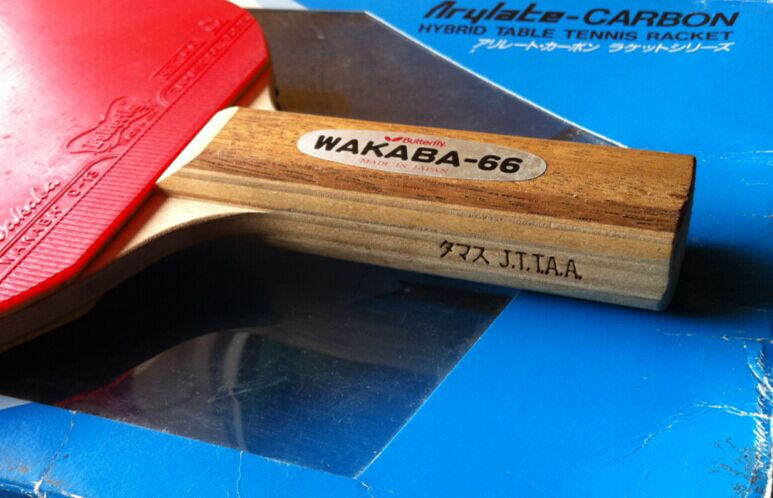 Arylate-CARBON
HYBRID TABLE TENNIS RACKET
アリレート・カーボン ラケットシリーズ
Butterfly
WAKABA-66
MADE IN JAPAN
タマス J.T.T.A.A.
Butterfly